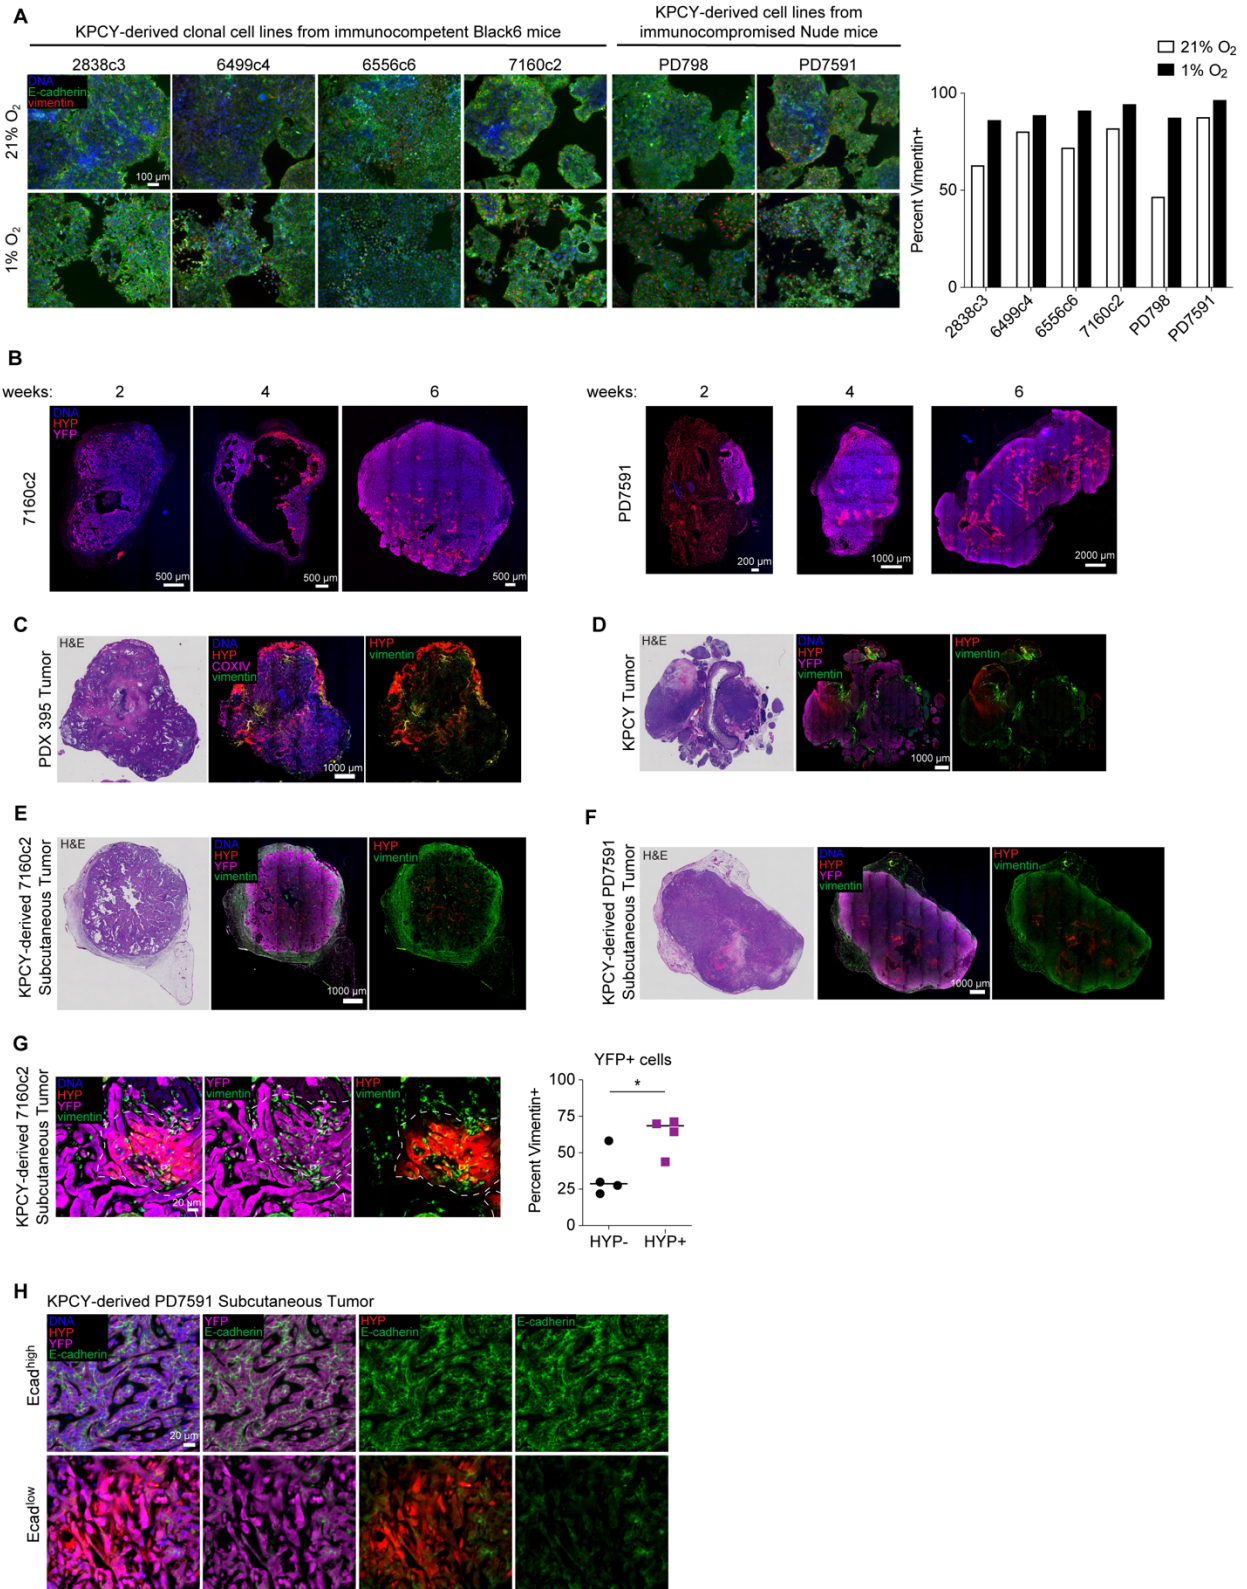 A
KPCY-derived clonal cell lines from immunocompetent Black6 mice
KPCY-derived cell lines from
immunocompromised Nude mice
2838c3 6499c4 6556c6 7160c2 PD798 PD7591
DNA
E-cadherin
vimentin
21% O2
100 µm
1% O2
21% O2
1% O2
Percent Vimentin+
100
50
0
2838c3 6499c4 6556c6 7160c2 PD798 PD7591
B
weeks: 2 4 6
DNA
HYP
YFP
7160c2
500 µm 500 µm 500 µm
weeks: 2 4 6
PD7591
200 µm 1000 µm 2000 µm
C
PDX 395 Tumor
H&E
DNA
HYP
COXIV
vimentin
1000 µm
HYP
vimentin
D
KPCY Tumor
H&E
DNA
HYP
YFP
vimentin
1000 µm
HYP
vimentin
E
KPCY-derived 7160c2
Subcutaneous Tumor
H&E
DNA
HYP
YFP
vimentin
1000 µm
HYP
vimentin
F
KPCY-derived PD7591
Subcutaneous Tumor
H&E
DNA
HYP
YFP
vimentin
1000 µm
HYP
vimentin
G
KPCY-derived 7160c2
Subcutaneous Tumor
DNA
HYP
YFP
vimentin
20 µm
YFP
vimentin
HYP
vimentin
YFP+ cells
Percent Vimentin+
100
75
50
25
0
*
HYP- HYP+
H
KPCY-derived PD7591 Subcutaneous Tumor
Ecadhigh
DNA
HYP
YFP
E-cadherin
20 µm
YFP
E-cadherin
HYP
E-cadherin
E-cadherin
Ecadlow